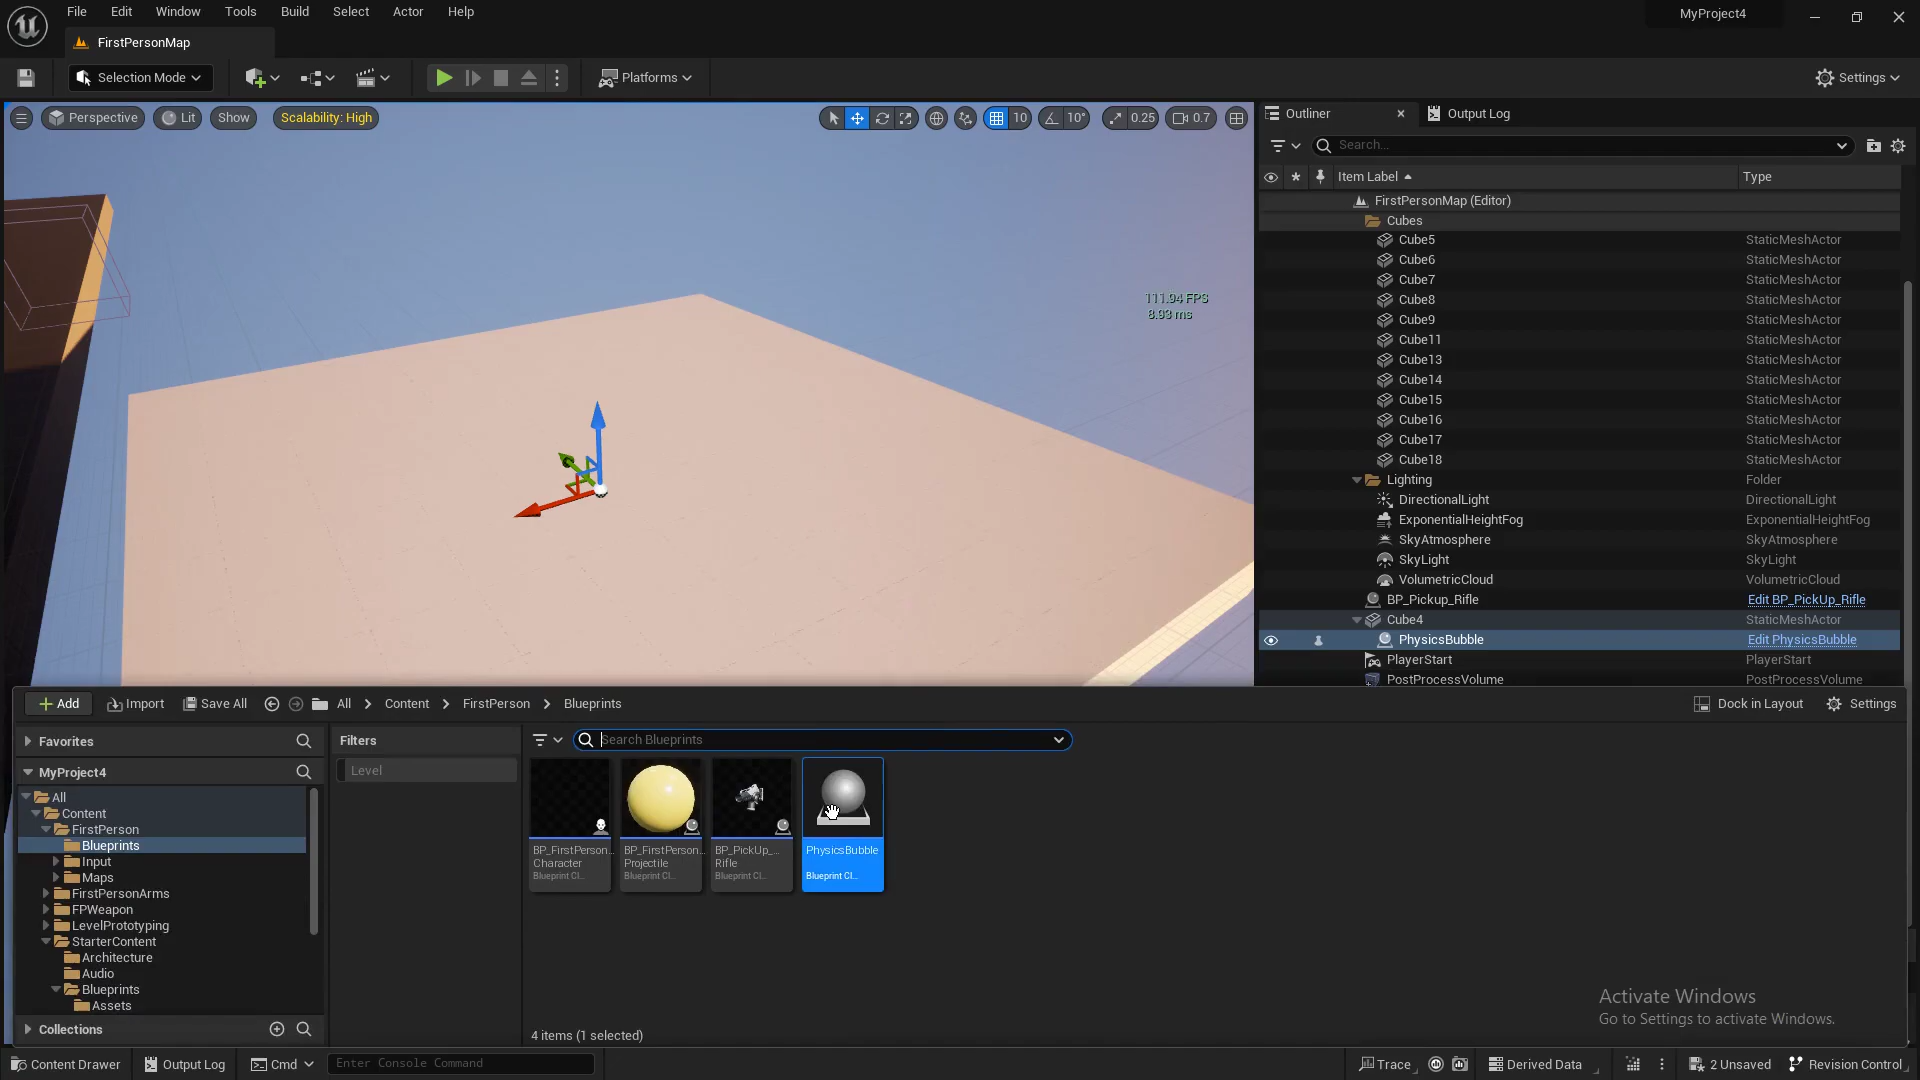 File Edit Window Tools Build Select Actor Help
MyProject4
FirstPersonMap
Selection Mode
Platforms
Settings
Perspective
Lit
Show
Scalability: High
10
10°
0.25
0.7
111.94 FPS
8.93 ms
Outliner
Output Log
Search...
Item Label
Type
FirstPersonMap (Editor)
Cubes
Cube5 StaticMeshActor
Cube6 StaticMeshActor
Cube7 StaticMeshActor
Cube8 StaticMeshActor
Cube9 StaticMeshActor
Cube11 StaticMeshActor
Cube13 StaticMeshActor
Cube14 StaticMeshActor
Cube15 StaticMeshActor
Cube16 StaticMeshActor
Cube17 StaticMeshActor
Cube18 StaticMeshActor
Lighting Folder
DirectionalLight DirectionalLight
ExponentialHeightFog ExponentialHeightFog
SkyAtmosphere SkyAtmosphere
SkyLight SkyLight
VolumetricCloud VolumetricCloud
BP_Pickup_Rifle Edit BP_PickUp_Rifle
Cube4 StaticMeshActor
PhysicsBubble Edit PhysicsBubble
PlayerStart PlayerStart
PostProcessVolume PostProcessVolume
Add
Import
Save All
All
Content
FirstPerson
Blueprints
Dock in Layout
Settings
Favorites
MyProject4
All
Content
FirstPerson
Blueprints
Input
Maps
FirstPersonArms
FPWeapon
LevelPrototyping
StarterContent
Architecture
Audio
Blueprints
Assets
Collections
Filters
Level
Search Blueprints
BP_FirstPerson...
Character
Blueprint Cl...
BP_FirstPerson...
Projectile
Blueprint Cl...
BP_PickUp_...
Rifle
Blueprint Cl...
PhysicsBubble
Blueprint Cl...
4 items (1 selected)
Activate Windows
Go to Settings to activate Windows.
Content Drawer
Output Log
Cmd
Enter Console Command
Trace
Derived Data
2 Unsaved
Revision Control